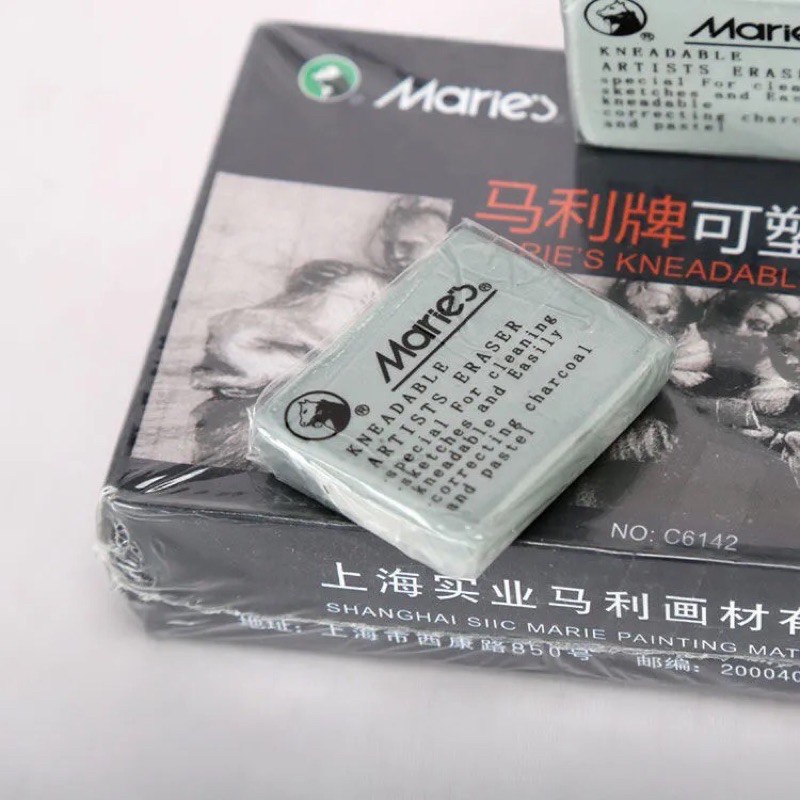 Marie's
马利牌可塑
MARIE'S KNEADABL
NO: C6142
上海实业马利画材有
SHANGHAI SIIC MARIE PAINTING MAT
地址: 上海市西康路850号 邮编: 200040
Marie's®
KNEADABLE
ARTISTS ERASER
special For cleaning
sketches and Easily
kneadable
correcting charcoal
and pastel
®
Marie
KNEADABLE
ARTISTS ERASE
special For clea
sketches and Eas
kneadable
correcting charc
and pastel